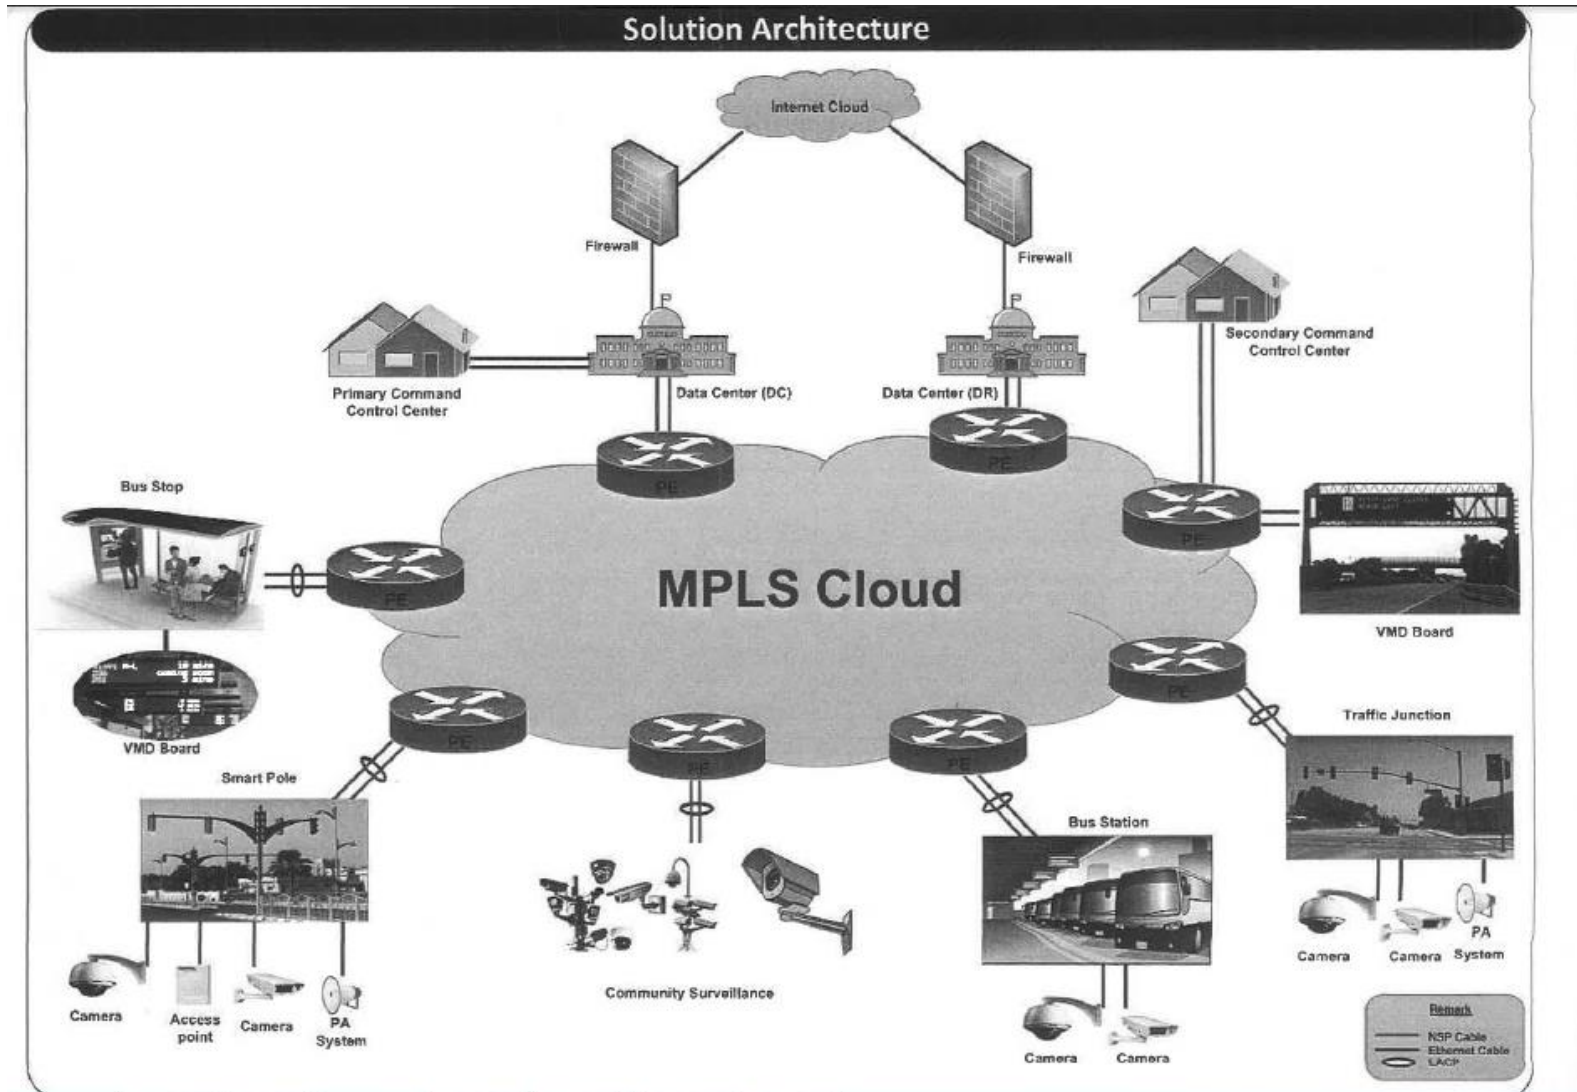 Solution Architecture
Internet Cloud
Firewall
Firewall
Primary Command
Control Center
Data Center (DC)
Data Center (DR)
Secondary Command
Control Center
PE
PE
PE
Bus Stop
PE
MPLS Cloud
VMD Board
VMD Board
PE
PE
PE
PE
Smart Pole
Traffic Junction
Bus Station
Camera
Access
point
Camera
PA
System
Community Surveillance
Camera
Camera
Camera
Camera
PA
System
Remark
NSP Cable
Ethernet Cable
LACP